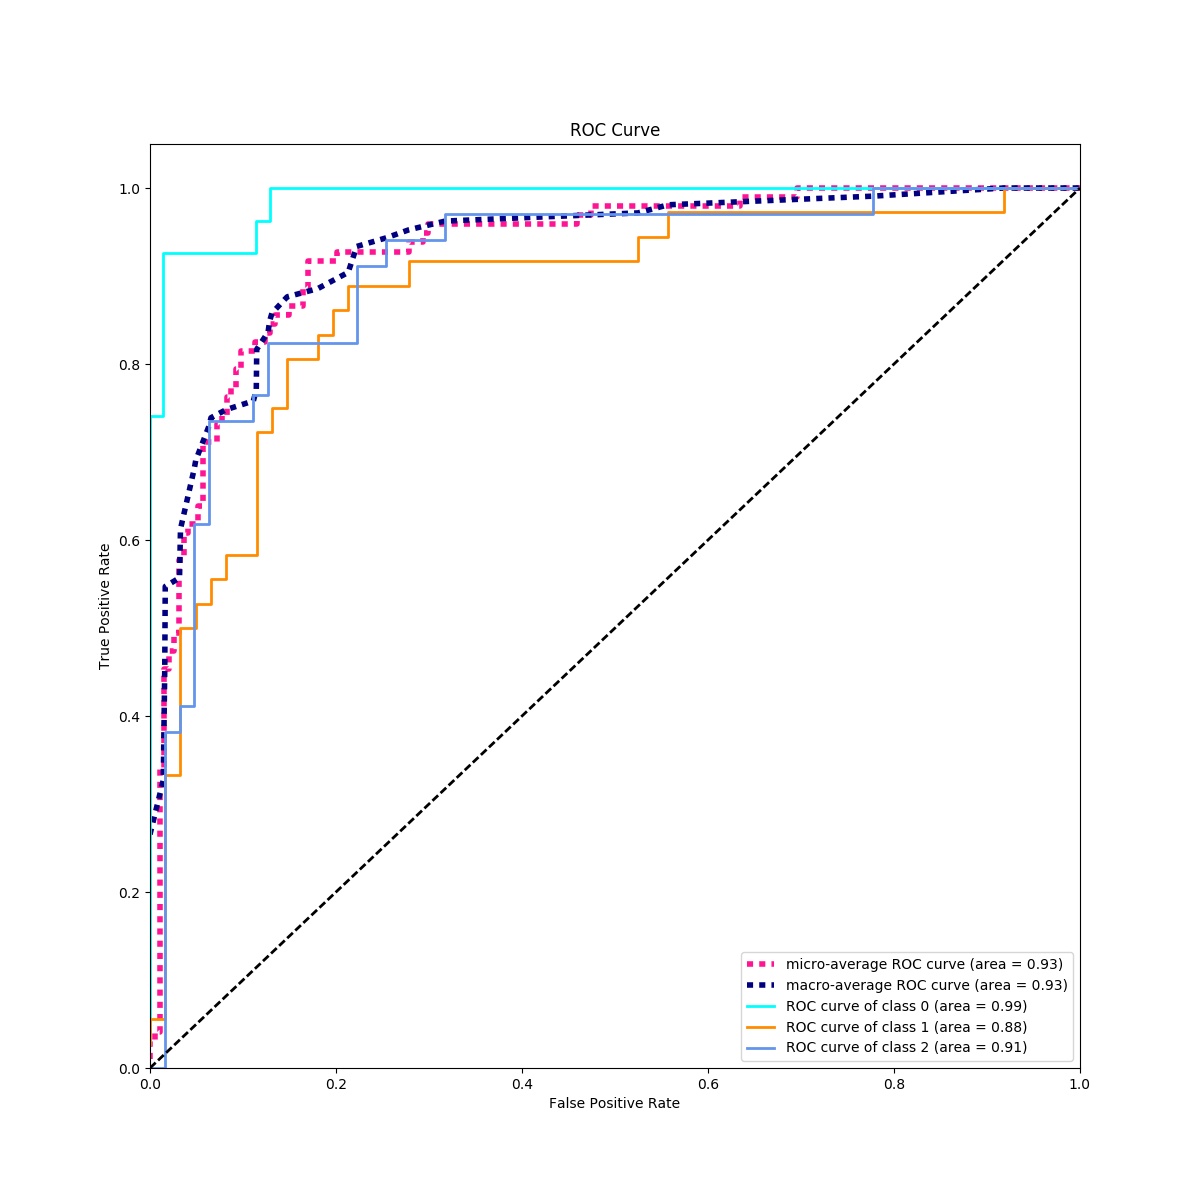 ROC Curve
1.0
0.8
0.6
0.4
0.2
0.0
True Positive Rate
0.0 0.2 0.4 0.6 0.8 1.0
False Positive Rate
micro-average ROC curve (area = 0.93)
macro-average ROC curve (area = 0.93)
ROC curve of class 0 (area = 0.99)
ROC curve of class 1 (area = 0.88)
ROC curve of class 2 (area = 0.91)